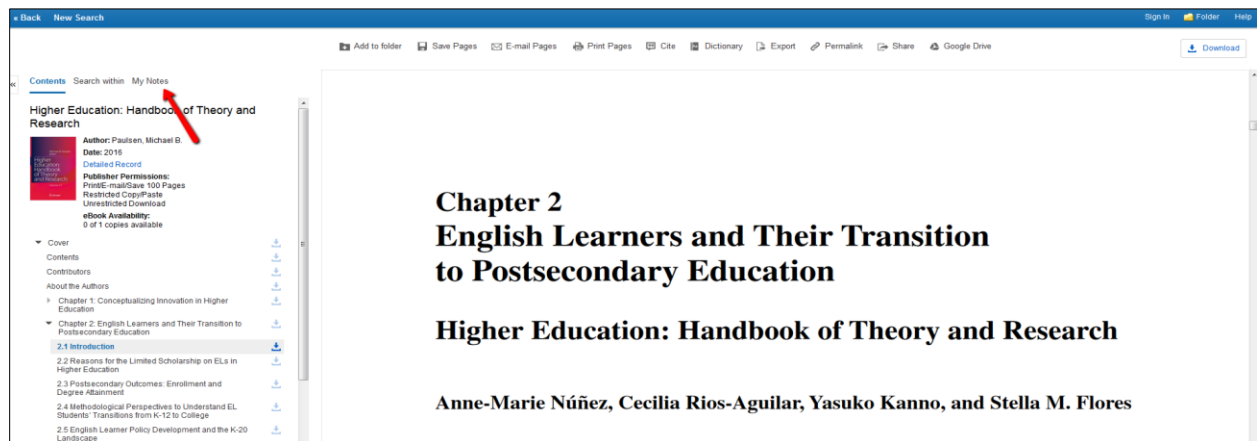 « Back New Search Sign In Folder Help
Add to folder Save Pages E-mail Pages Print Pages Cite Dictionary Export Permalink Share Google Drive Download
« Contents Search within My Notes
Higher Education: Handbook of Theory and
Research
Author: Paulsen, Michael B.
Date: 2016
Detailed Record
Publisher Permissions:
Print/E-mail/Save 100 Pages
Restricted Copy/Paste
Unrestricted Download
eBook Availability:
0 of 1 copies available
Higher
Education:
Handbook
of Theory
and Research
Cover
Contents
Contributors
About the Authors
Chapter 1: Conceptualizing Innovation in Higher
Education
Chapter 2: English Learners and Their Transition to
Postsecondary Education
2.1 Introduction
2.2 Reasons for the Limited Scholarship on ELs in
Higher Education
2.3 Postsecondary Outcomes: Enrollment and
Degree Attainment
2.4 Methodological Perspectives to Understand EL
Students' Transitions from K-12 to College
2.5 English Learner Policy Development and the K-20
Landscape
Chapter 2
English Learners and Their Transition
to Postsecondary Education
Higher Education: Handbook of Theory and Research
Anne-Marie Núñez, Cecilia Rios-Aguilar, Yasuko Kanno, and Stella M. Flores